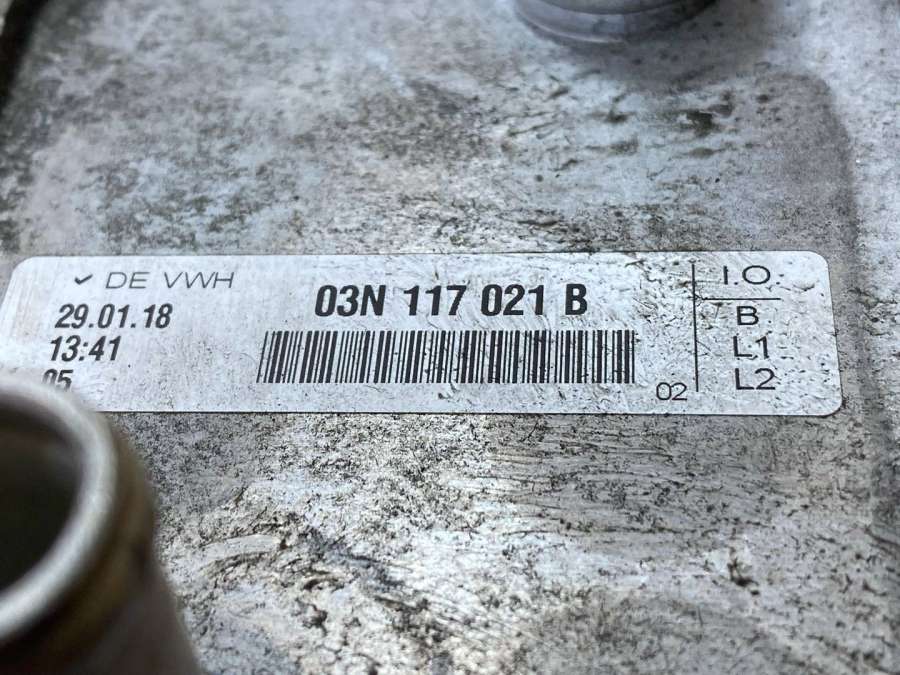 ✓ DE VWH
29.01.18
13:41
05
03N 117 021 B
02
I.O.
B
L1
L2